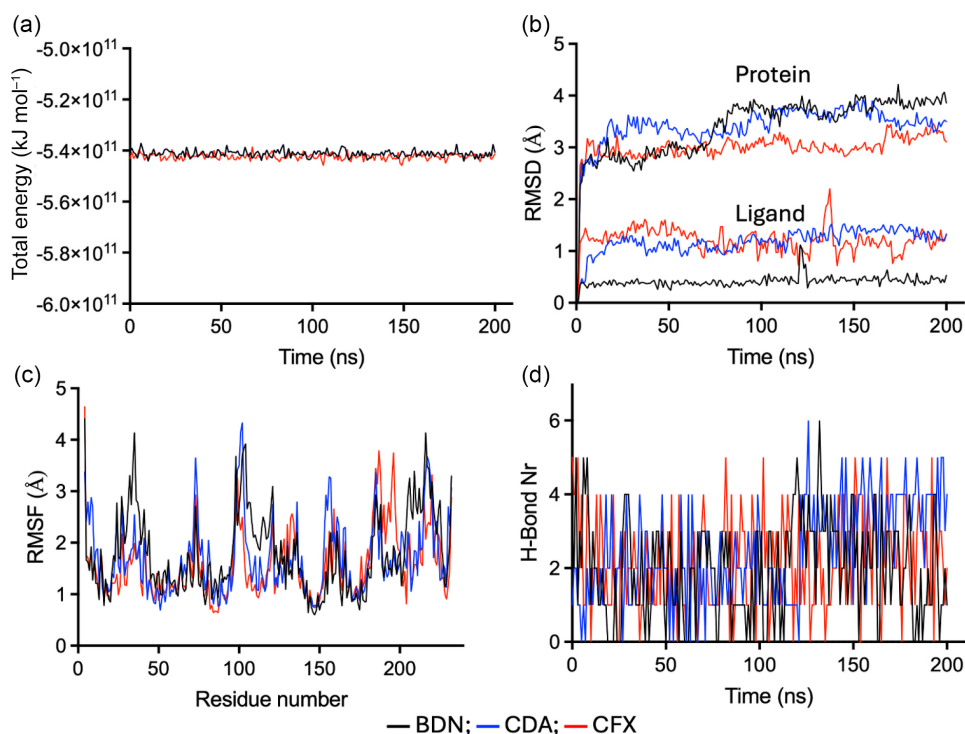 (a)
Total energy (kJ mol⁻¹)
-5.0×10¹¹
-5.2×10¹¹
-5.4×10¹¹
-5.6×10¹¹
-5.8×10¹¹
-6.0×10¹¹
0 50 100 150 200
Time (ns)
(b)
RMSD (Å)
5
4
3
2
1
0
Protein
Ligand
0 50 100 150 200
Time (ns)
(c)
RMSF (Å)
5
4
3
2
1
0
0 50 100 150 200
Residue number
(d)
H-Bond Nr
6
4
2
0
0 50 100 150 200
Time (ns)
BDN; CDA; CFX